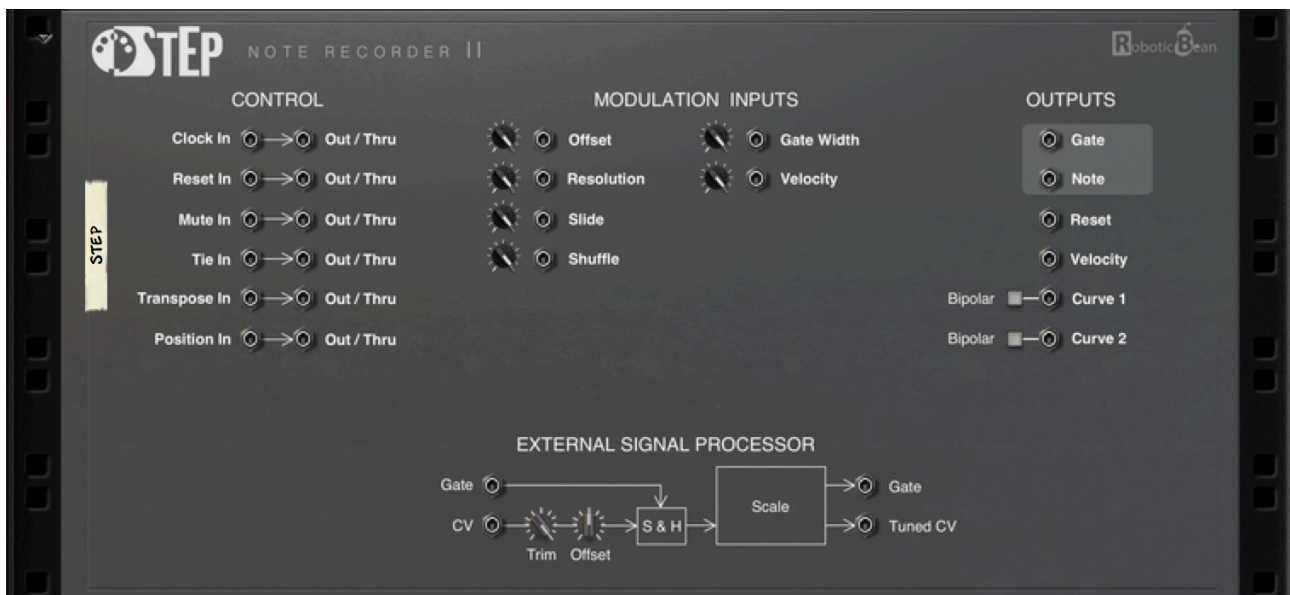 STEP NOTE RECORDER II
RoboticBean
CONTROL
Clock In Out / Thru
Reset In Out / Thru
Mute In Out / Thru
Tie In Out / Thru
Transpose In Out / Thru
Position In Out / Thru
MODULATION INPUTS
Offset Gate Width
Resolution Velocity
Slide
Shuffle
OUTPUTS
Gate
Note
Reset
Velocity
Bipolar Curve 1
Bipolar Curve 2
STEP
EXTERNAL SIGNAL PROCESSOR
Gate
CV
Trim Offset
S & H
Scale
Gate
Tuned CV